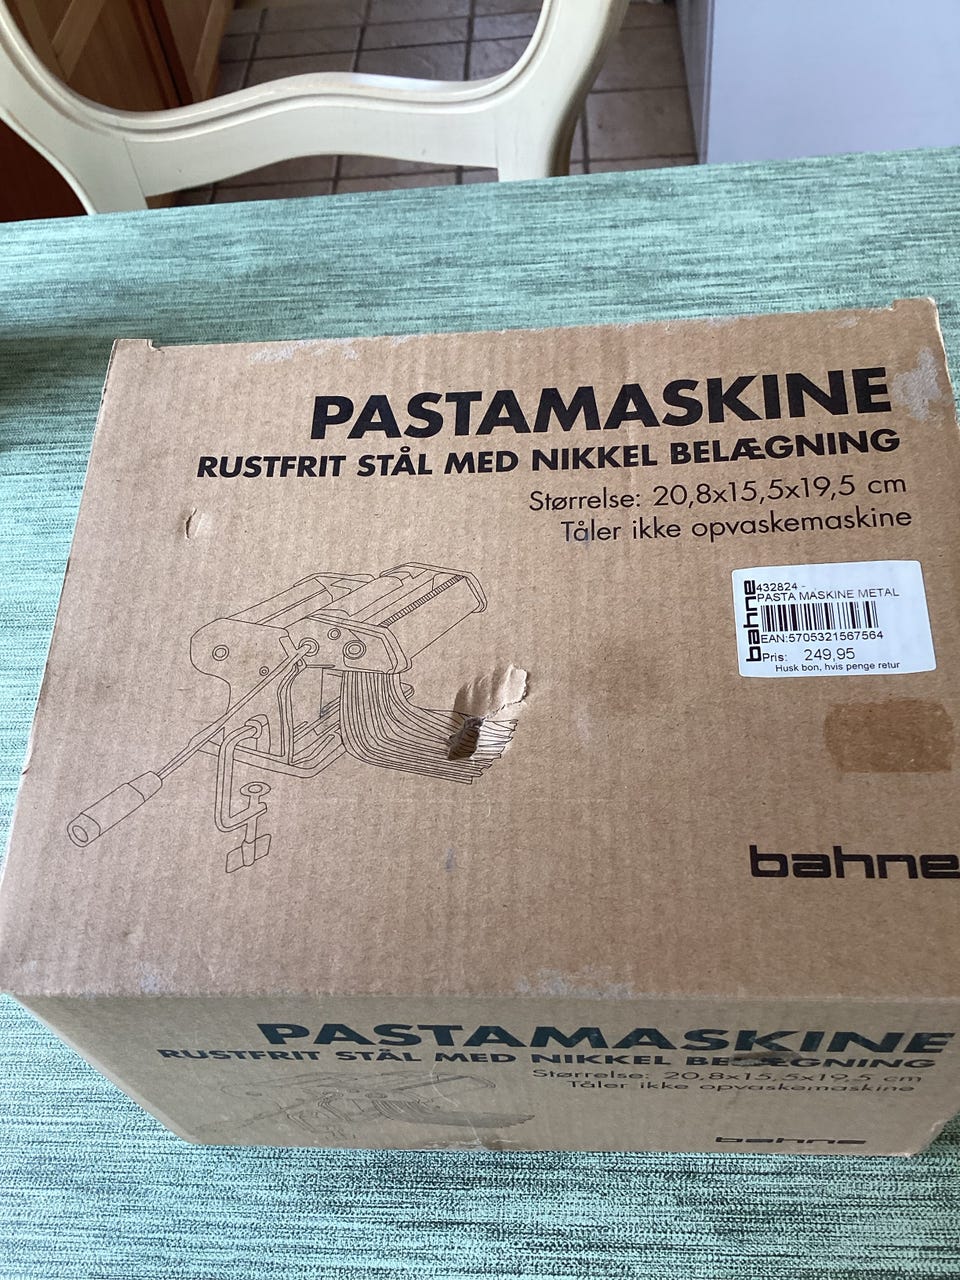 PASTAMASKINE
RUSTFRIT STÅL MED NIKKEL BELÆGNING
Størrelse: 20,8x15,5x19,5 cm
Tåler ikke opvaskemaskine
bahne
432824 -
PASTA MASKINE METAL
EAN:5705321567564
Pris: 249,95
Husk bon, hvis penge retur
bahne
PASTAMASKINE
RUSTFRIT STÅL MED NIKKEL BELÆGNING
Størrelse: 20,8x15,5x19,5 cm
Tåler ikke opvaskemaskine
bahne